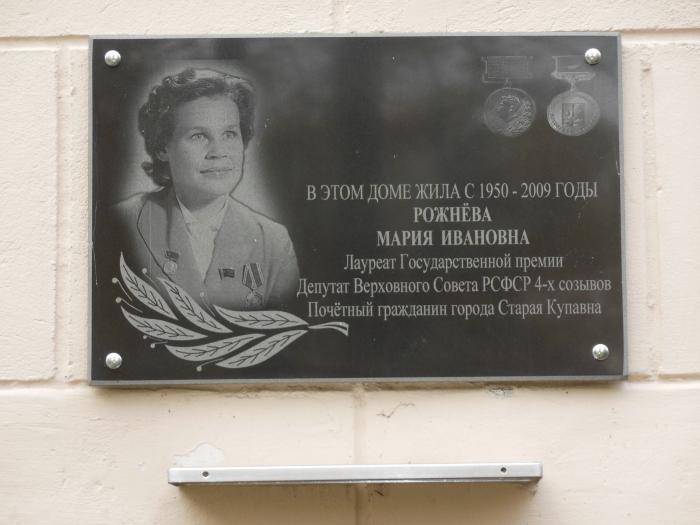 В ЭТОМ ДОМЕ ЖИЛА С 1950 - 2009 ГОДЫ
РОЖНЁВА
МАРИЯ ИВАНОВНА
Лауреат Государственной премии
Депутат Верховного Совета РСФСР 4-х созывов
Почётный гражданин города Старая Купавна